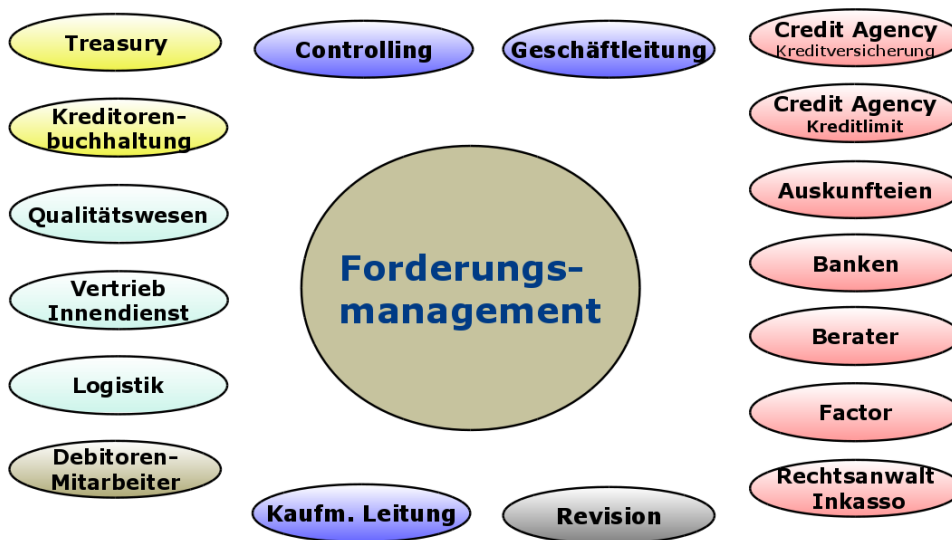 Treasury
Kreditoren-
buchhaltung
Qualitätswesen
Vertrieb
Innendienst
Logistik
Debitoren-
Mitarbeiter
Controlling
Geschäftleitung
Forderungs-
management
Kaufm. Leitung
Revision
Credit Agency
Kreditversicherung
Credit Agency
Kreditlimit
Auskunfteien
Banken
Berater
Factor
Rechtsanwalt
Inkasso